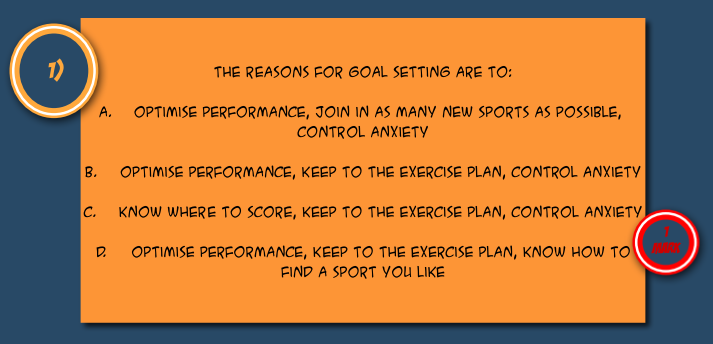 1)
THE REASONS FOR GOAL SETTING ARE TO:
A. OPTIMISE PERFORMANCE, JOIN IN AS MANY NEW SPORTS AS POSSIBLE,
CONTROL ANXIETY
B. OPTIMISE PERFORMANCE, KEEP TO THE EXERCISE PLAN, CONTROL ANXIETY
C. KNOW WHERE TO SCORE, KEEP TO THE EXERCISE PLAN, CONTROL ANXIETY
D. OPTIMISE PERFORMANCE, KEEP TO THE EXERCISE PLAN, KNOW HOW TO
FIND A SPORT YOU LIKE
1
MARK